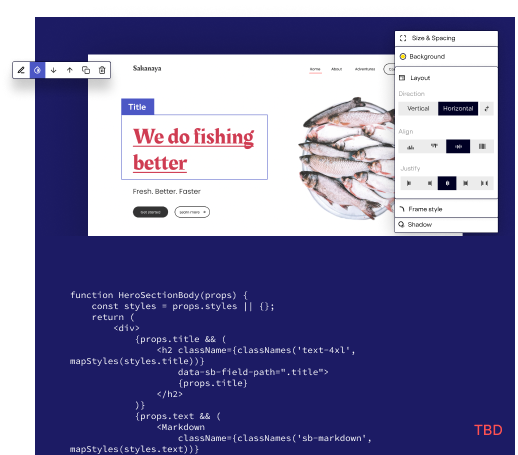 Size & Spacing
Background
Sahanaya
Home About Adventures
Layout
Direction
Vertical Horizontal
Title
We do fishing
better
Align
Fresh. Better. Faster
Justify
Get started Learn more
Frame style
Shadow
function HeroSectionBody(props) {
const styles = props.styles || {};
return (
<div>
{props.title && (
<h2 className={classNames('text-4xl',
mapStyles(styles.title))}
data-sb-field-path=".title">
{props.title}
</h2>
)}
{props.text && (
<Markdown
className={classNames('sb-markdown',
mapStyles(styles.text))}
TBD